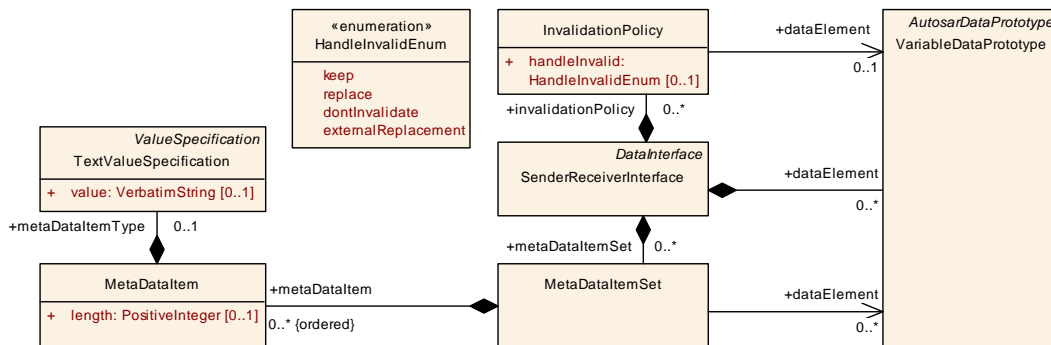 «enumeration»
HandleInvalidEnum
keep
replace
dontInvalidate
externalReplacement
InvalidationPolicy
+ handleInvalid:
HandleInvalidEnum [0..1]
+dataElement
0..1
AutosarDataPrototype
VariableDataPrototype
+invalidationPolicy 0..*
ValueSpecification
TextValueSpecification
+ value: VerbatimString [0..1]
DataInterface
SenderReceiverInterface
+dataElement
0..*
+metaDataItemType 0..1
+metaDataItemSet 0..*
MetaDataItem
+ length: PositiveInteger [0..1]
+metaDataItem
0..* {ordered}
MetaDataItemSet
+dataElement
0..*